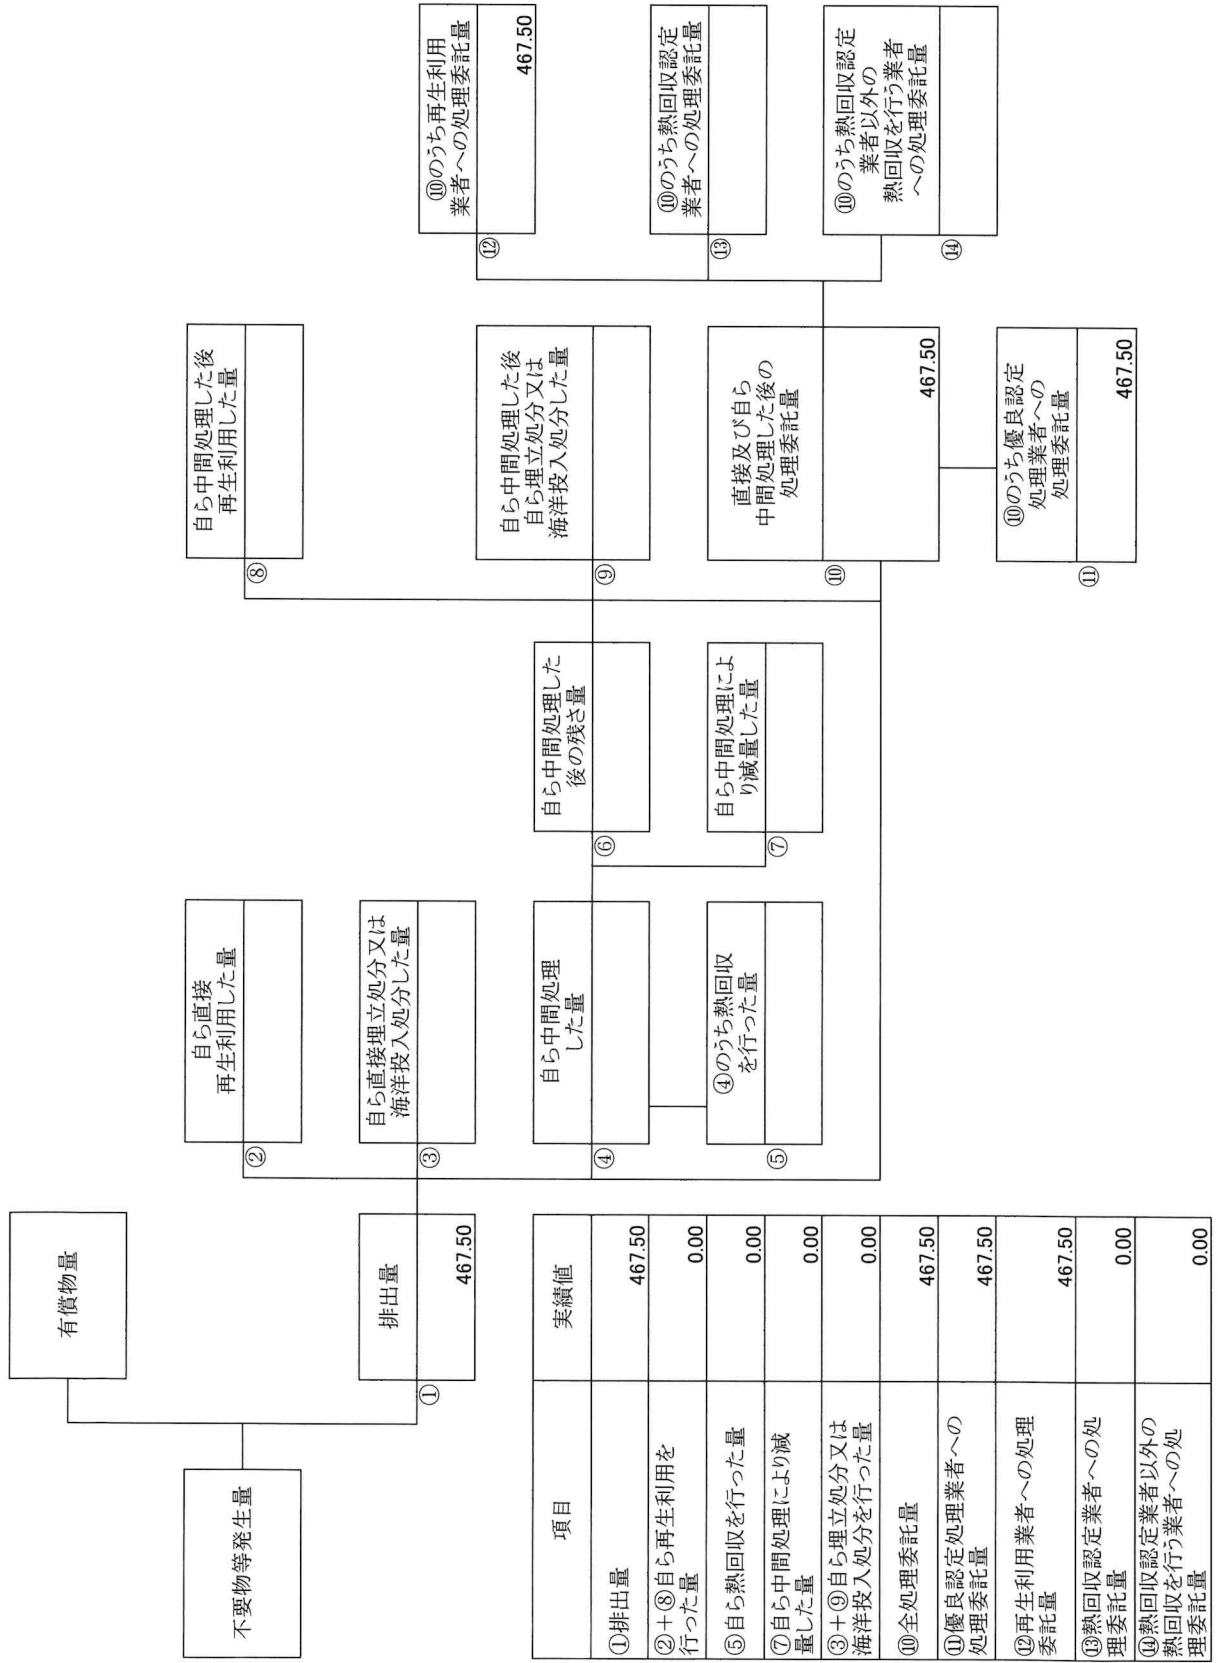 不要物等発生量
有償物量
排出量
①
467.50
自ら直接
再生利用した量
②
自ら直接埋立処分又は
海洋投入処分した量
③
自ら中間処理
した量
④
④のうち熱回収
を行った量
⑤
自ら中間処理した
後の残さ量
⑥
自ら中間処理によ
り減量した量
⑦
自ら中間処理した後
再生利用した量
⑧
自ら中間処理した後
自ら埋立処分又は
海洋投入処分した量
⑨
直接及び自ら
中間処理した後の
処理委託量
⑩
467.50
⑩のうち優良認定
処理業者への
処理委託量
⑪
467.50
⑩のうち再生利用
業者への処理委託量
⑫
467.50
⑩のうち熱回収認定
業者への処理委託量
⑬
⑩のうち熱回収認定
業者以外の
熱回収を行う業者
への処理委託量
⑭
項目 実績値
①排出量 467.50
②+⑧自ら再生利用を
行った量 0.00
⑤自ら熱回収を行った量 0.00
⑦自ら中間処理により減
量した量 0.00
③+⑨自ら埋立処分又は
海洋投入処分を行った量 0.00
⑩全処理委託量 467.50
⑪優良認定処理業者への
処理委託量 467.50
⑫再生利用業者への処理
委託量 467.50
⑬熱回収認定業者への処
理委託量 0.00
⑭熱回収認定業者以外の
熱回収を行う業者への処
理委託量 0.00